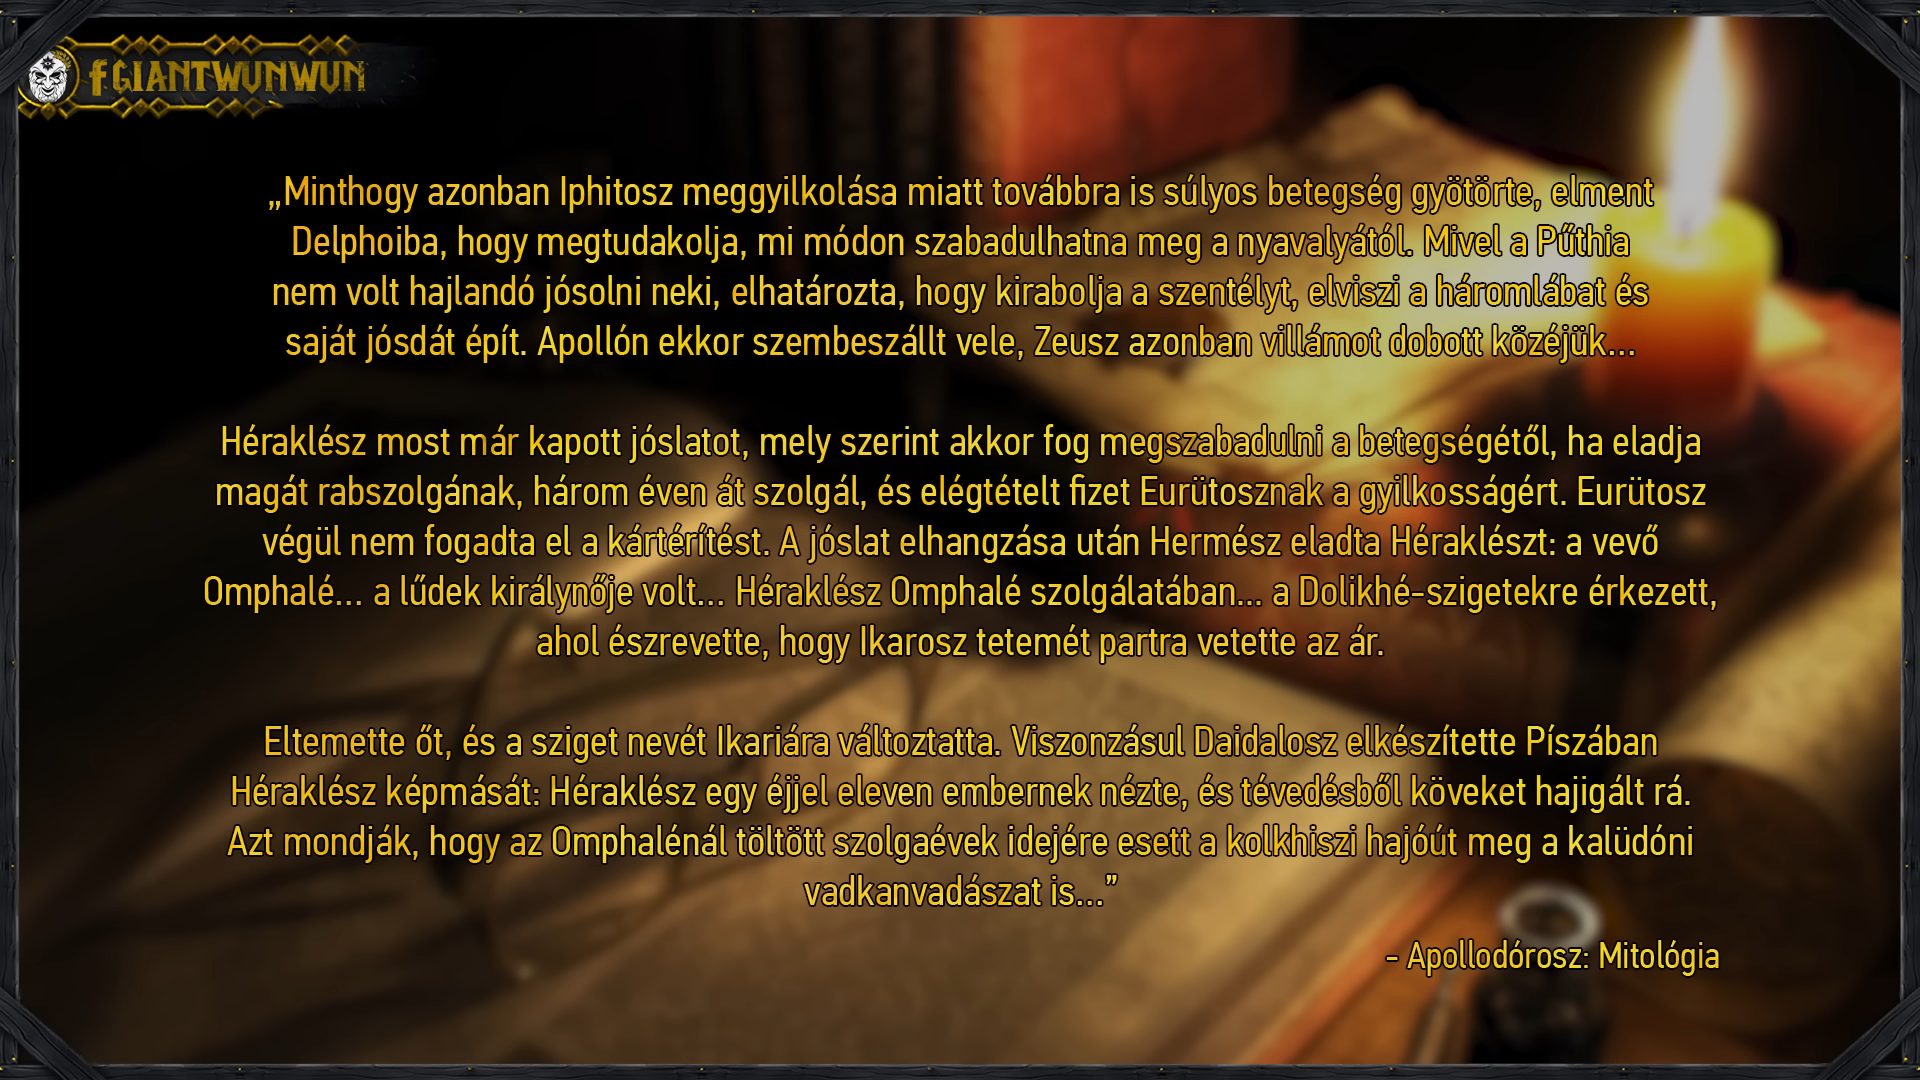 fGIANTWUNWUN
„Minthogy azonban Iphitosz meggyilkolása miatt továbbra is súlyos betegség gyötörte, elment
Delphoiba, hogy megtudakolja, mi módon szabadulhatna meg a nyavalyától. Mivel a Pűthia
nem volt hajlandó jósolni neki, elhatározta, hogy kirabolja a szentélyt, elviszi a háromlábat és
saját jósdát épít. Apollón ekkor szembeszállt vele, Zeusz azonban villámot dobott közéjük...
Héraklész most már kapott jóslatot, mely szerint akkor fog megszabadulni a betegségétől, ha eladja
magát rabszolgának, három éven át szolgál, és elégtételt fizet Eurütosznak a gyilkosságért. Eurütosz
végül nem fogadta el a kártérítést. A jóslat elhangzása után Hermész eladta Héraklészt: a vevő
Omphalé... a lűdek királynője volt... Héraklész Omphalé szolgálatában... a Dolikhé-szigetekre érkezett,
ahol észrevette, hogy Ikarosz tetemét partra vetette az ár.
Eltemette őt, és a sziget nevét Ikariára változtatta. Viszonzásul Daidalosz elkészítette Píszában
Héraklész képmását: Héraklész egy éjjel eleven embernek nézte, és tévedésből köveket hajigált rá.
Azt mondják, hogy az Omphalénál töltött szolgaévek idejére esett a kolkhiszi hajóút meg a kalüdóni
vadkanvadászat is...”
- Apollodórosz: Mitológia